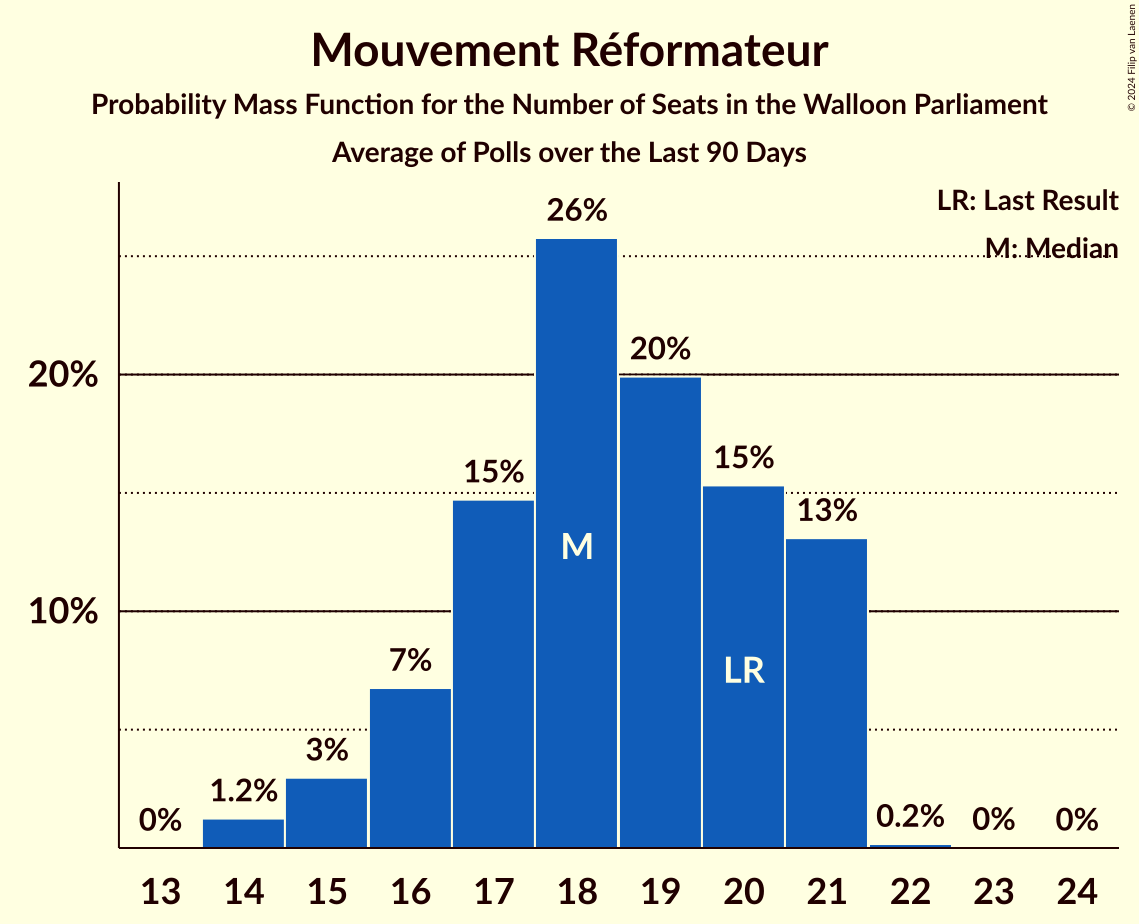 Mouvement Réformateur
Probability Mass Function for the Number of Seats in the Walloon Parliament
Average of Polls over the Last 90 Days
© 2024 Filip van Laenen
LR: Last Result
M: Median
20%
10%
0%
1.2%
3%
7%
15%
26%
20%
15%
13%
0.2%
0%
0%
M
LR
13 14 15 16 17 18 19 20 21 22 23 24